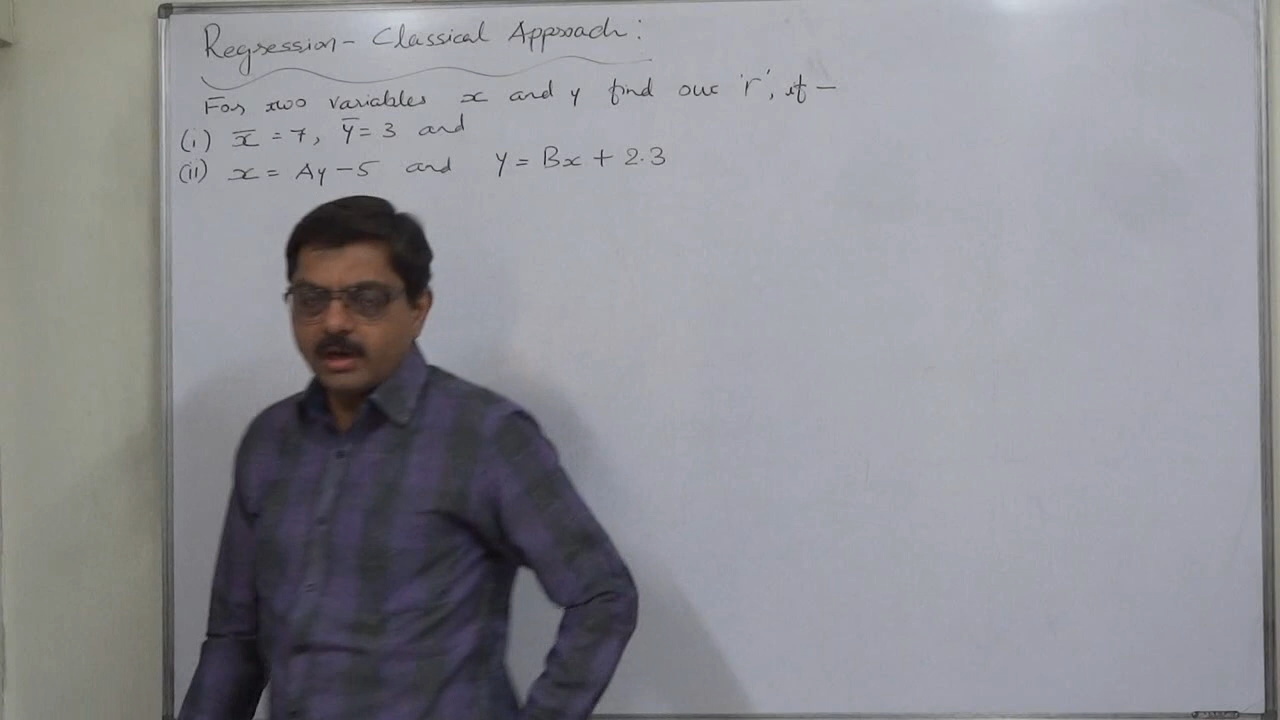 Regression - Classical Approach:
For two variables x and y find out 'r', if -
(i) x̄ = 7, ȳ = 3 and
(ii) x = Ay - 5 and y = Bx + 2.3